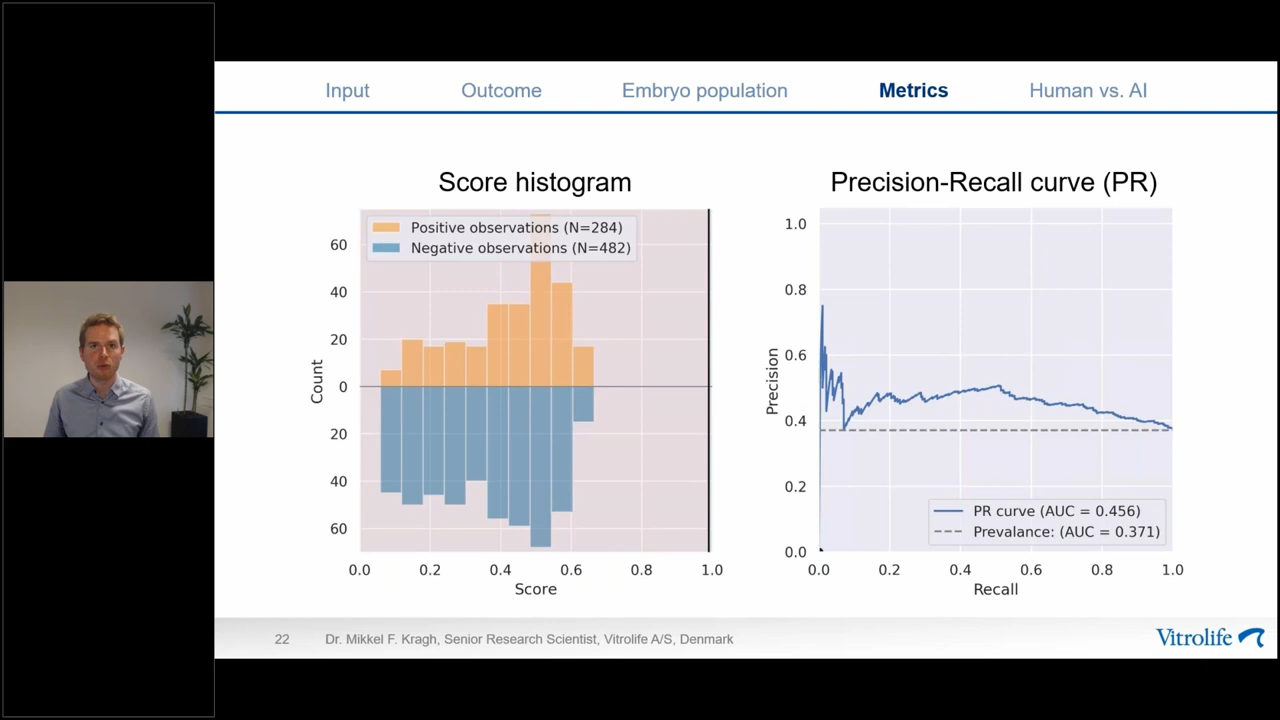 Input Outcome Embryo population Metrics Human vs. AI
Score histogram
Positive observations (N=284)
Negative observations (N=482)
60
40
20
0
20
40
60
Count
0.0 0.2 0.4 0.6 0.8 1.0
Score
Precision-Recall curve (PR)
1.0
0.8
0.6
0.4
0.2
0.0
Precision
PR curve (AUC = 0.456)
Prevalance: (AUC = 0.371)
0.0 0.2 0.4 0.6 0.8 1.0
Recall
22 Dr. Mikkel F. Kragh, Senior Research Scientist, Vitrolife A/S, Denmark
Vitrolife